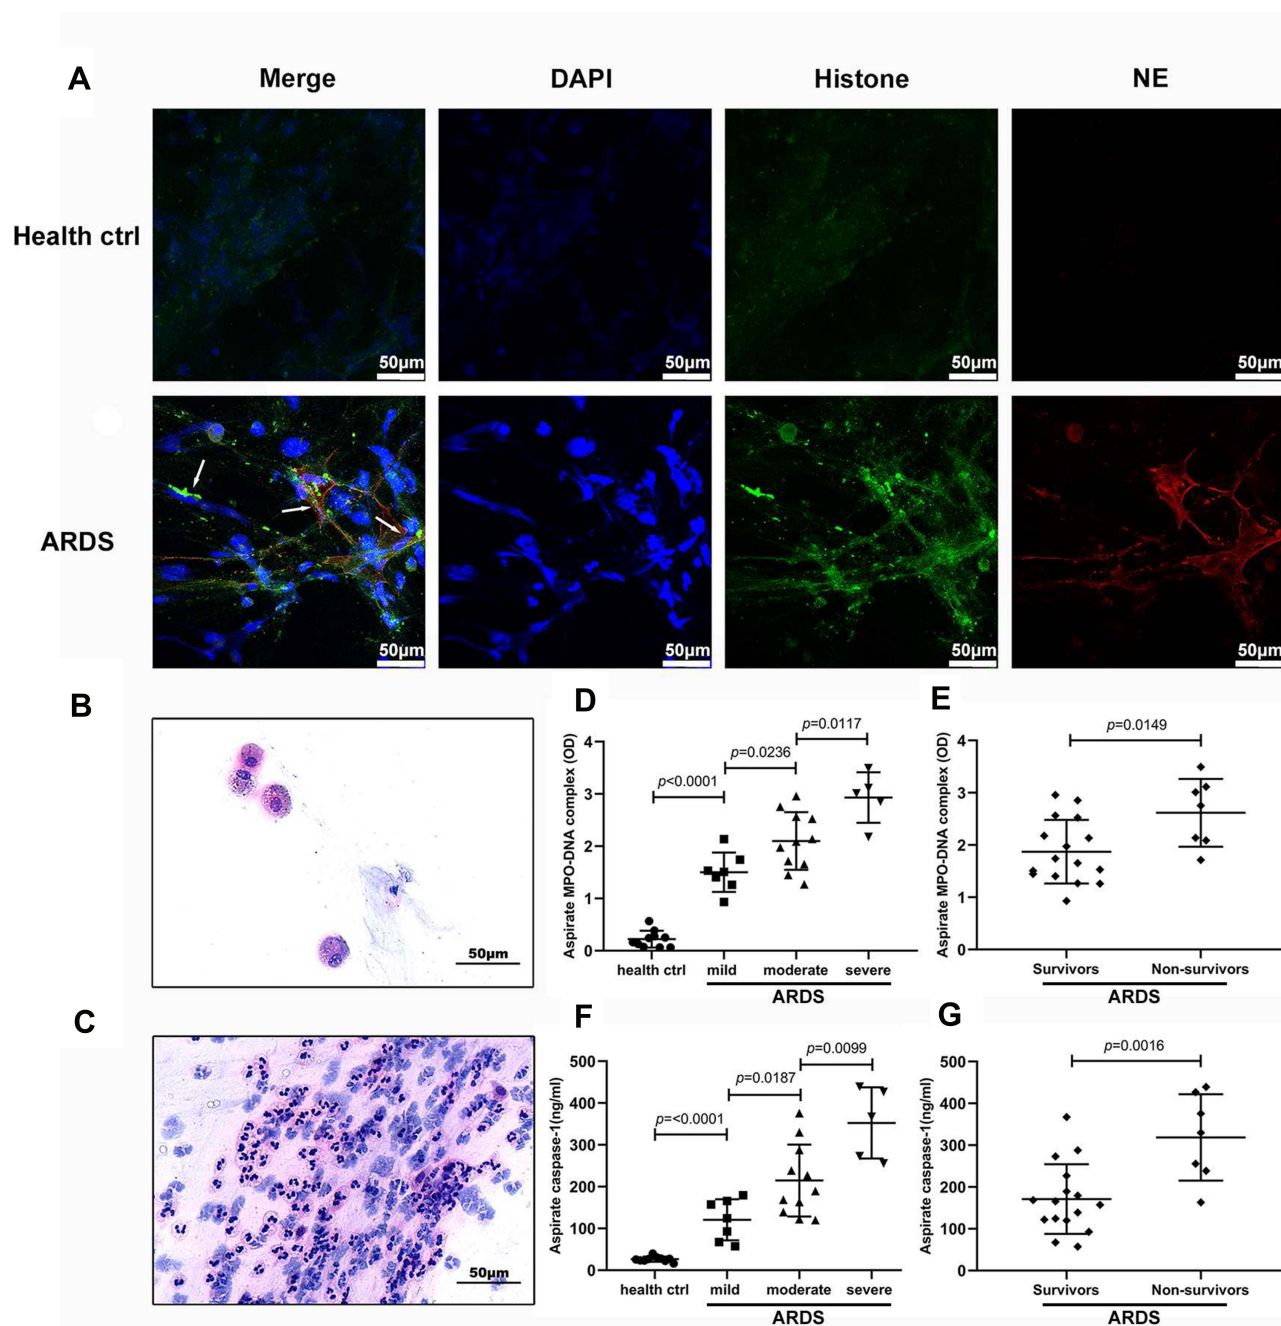 A
Merge
DAPI
Histone
NE
Health ctrl
50μm
50μm
50μm
50μm
ARDS
50μm
50μm
50μm
50μm
B
50μm
C
50μm
D
Aspirate MPO-DNA complex (OD)
4
3
2
1
0
p<0.0001
p=0.0236
p=0.0117
health ctrl
mild
moderate
severe
ARDS
E
Aspirate MPO-DNA complex (OD)
4
3
2
1
0
p=0.0149
Survivors
Non-survivors
ARDS
F
Aspirate caspase-1(ng/ml)
500
400
300
200
100
0
p=<0.0001
p=0.0187
p=0.0099
health ctrl
mild
moderate
severe
ARDS
G
Aspirate caspase-1(ng/ml)
500
400
300
200
100
0
p=0.0016
Survivors
Non-survivors
ARDS